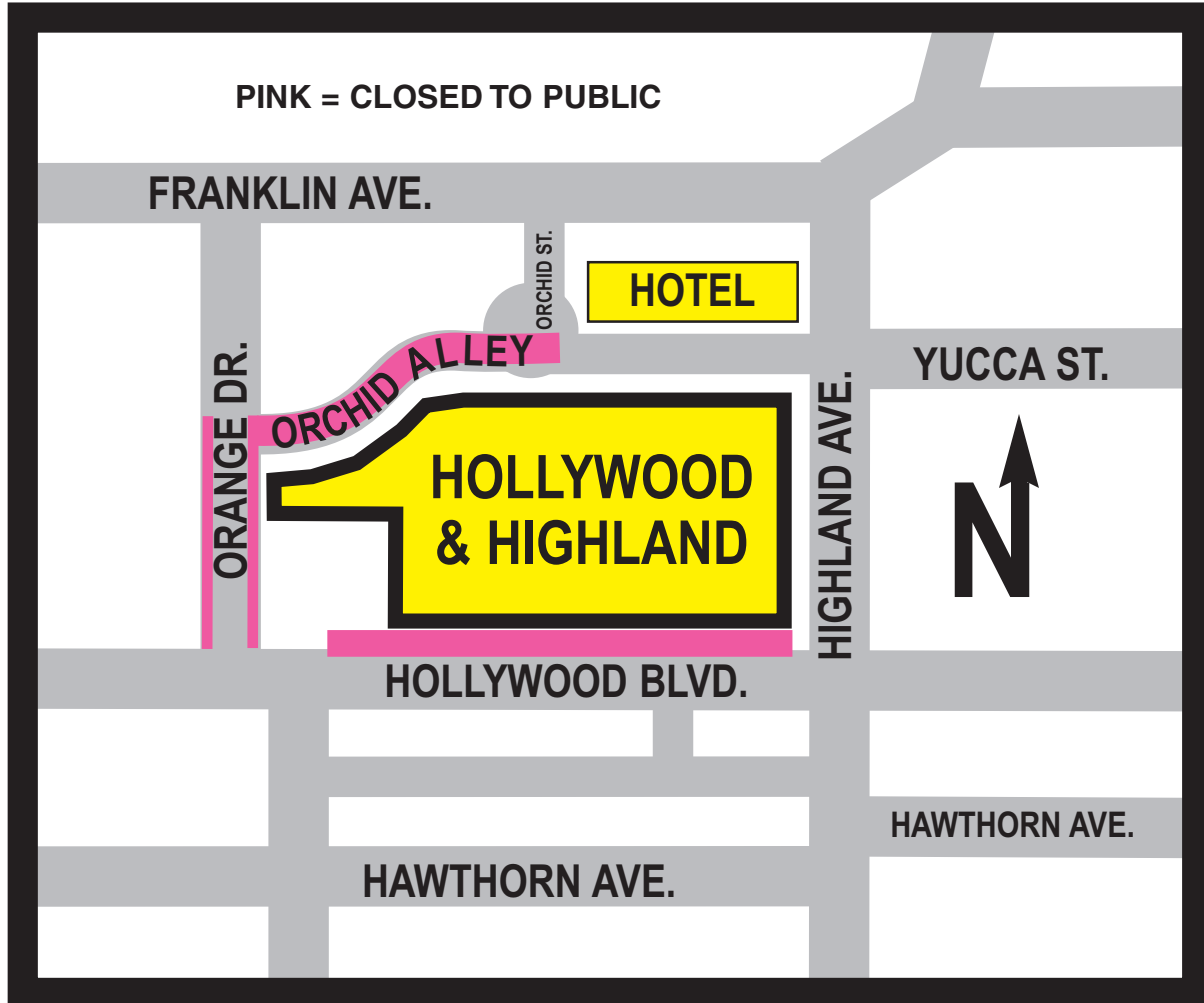 PINK = CLOSED TO PUBLIC
FRANKLIN AVE.
ORCHID ST.
HOTEL
ORCHID ALLEY
YUCCA ST.
ORANGE DR.
HOLLYWOOD
& HIGHLAND
HIGHLAND AVE.
N
HOLLYWOOD BLVD.
HAWTHORN AVE.
HAWTHORN AVE.